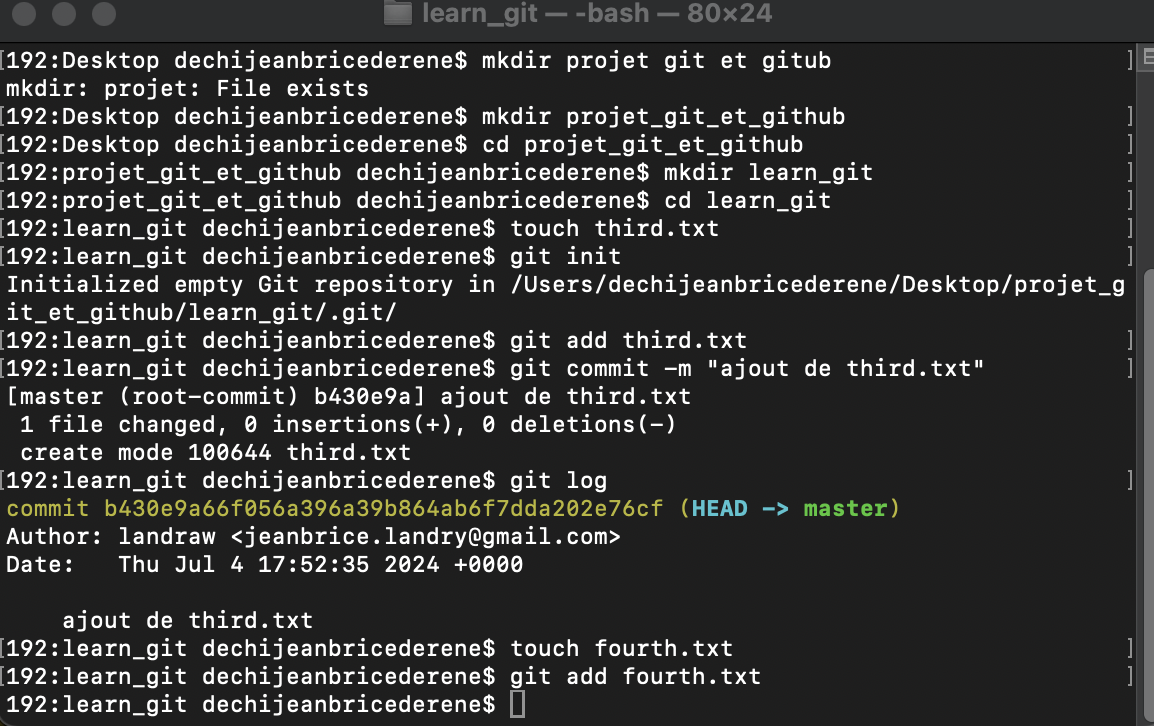 learn_git — -bash — 80×24
[192:Desktop dechijeanbricederene$ mkdir projet git et gitub ]
mkdir: projet: File exists
[192:Desktop dechijeanbricederene$ mkdir projet_git_et_github ]
[192:Desktop dechijeanbricederene$ cd projet_git_et_github ]
[192:projet_git_et_github dechijeanbricederene$ mkdir learn_git ]
[192:projet_git_et_github dechijeanbricederene$ cd learn_git ]
[192:learn_git dechijeanbricederene$ touch third.txt ]
[192:learn_git dechijeanbricederene$ git init ]
Initialized empty Git repository in /Users/dechijeanbricederene/Desktop/projet_g
it_et_github/learn_git/.git/
[192:learn_git dechijeanbricederene$ git add third.txt ]
[192:learn_git dechijeanbricederene$ git commit -m "ajout de third.txt" ]
[master (root-commit) b430e9a] ajout de third.txt
 1 file changed, 0 insertions(+), 0 deletions(-)
 create mode 100644 third.txt
[192:learn_git dechijeanbricederene$ git log ]
commit b430e9a66f056a396a39b864ab6f7dda202e76cf (HEAD -> master)
Author: landraw <jeanbrice.landry@gmail.com>
Date:   Thu Jul 4 17:52:35 2024 +0000
    ajout de third.txt
[192:learn_git dechijeanbricederene$ touch fourth.txt ]
[192:learn_git dechijeanbricederene$ git add fourth.txt ]
192:learn_git dechijeanbricederene$